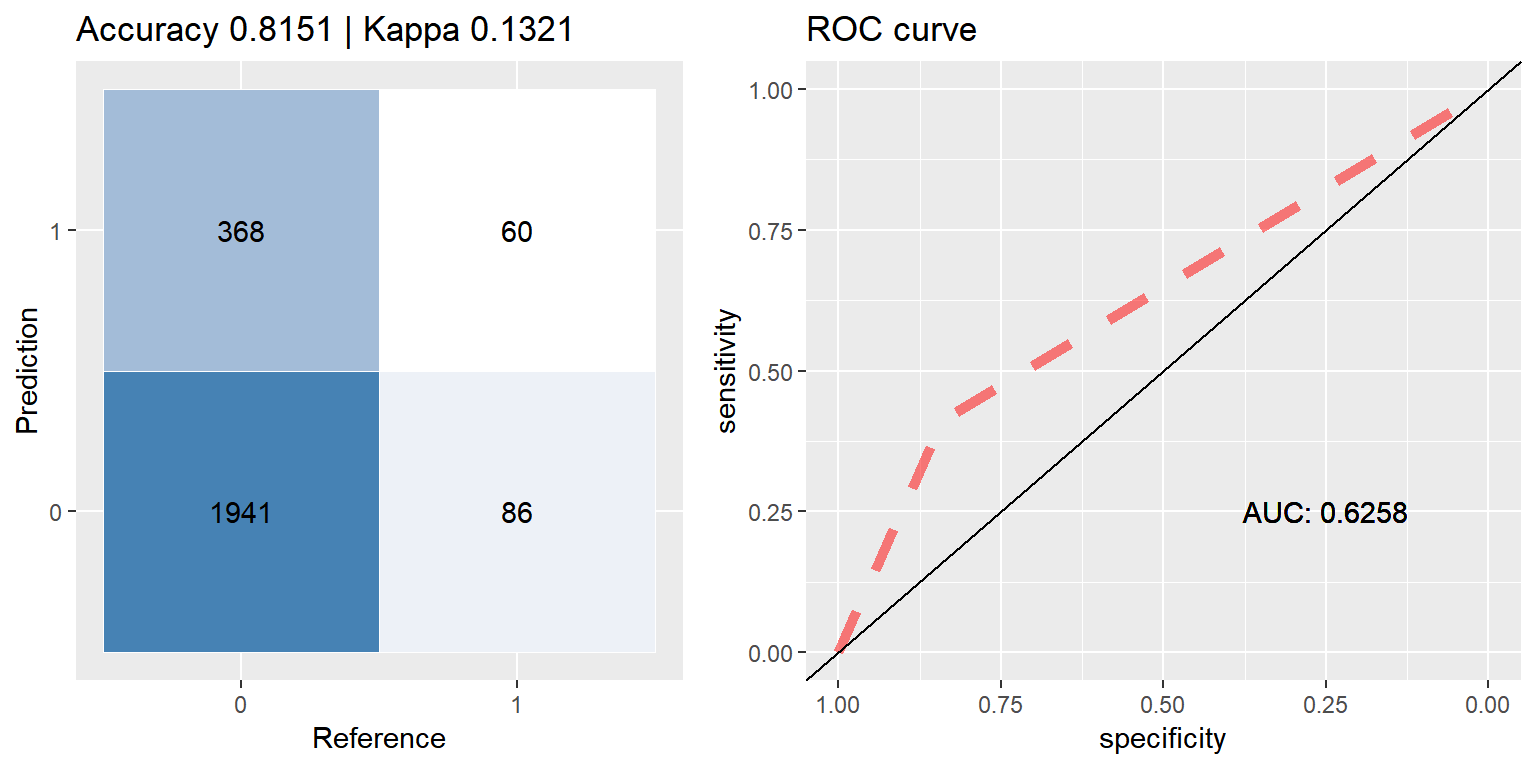 Accuracy 0.8151 | Kappa 0.1321
Prediction
1
0
368
60
1941
86
0
1
Reference
ROC curve
sensitivity
1.00
0.75
0.50
0.25
0.00
AUC: 0.6258
1.00
0.75
0.50
0.25
0.00
specificity